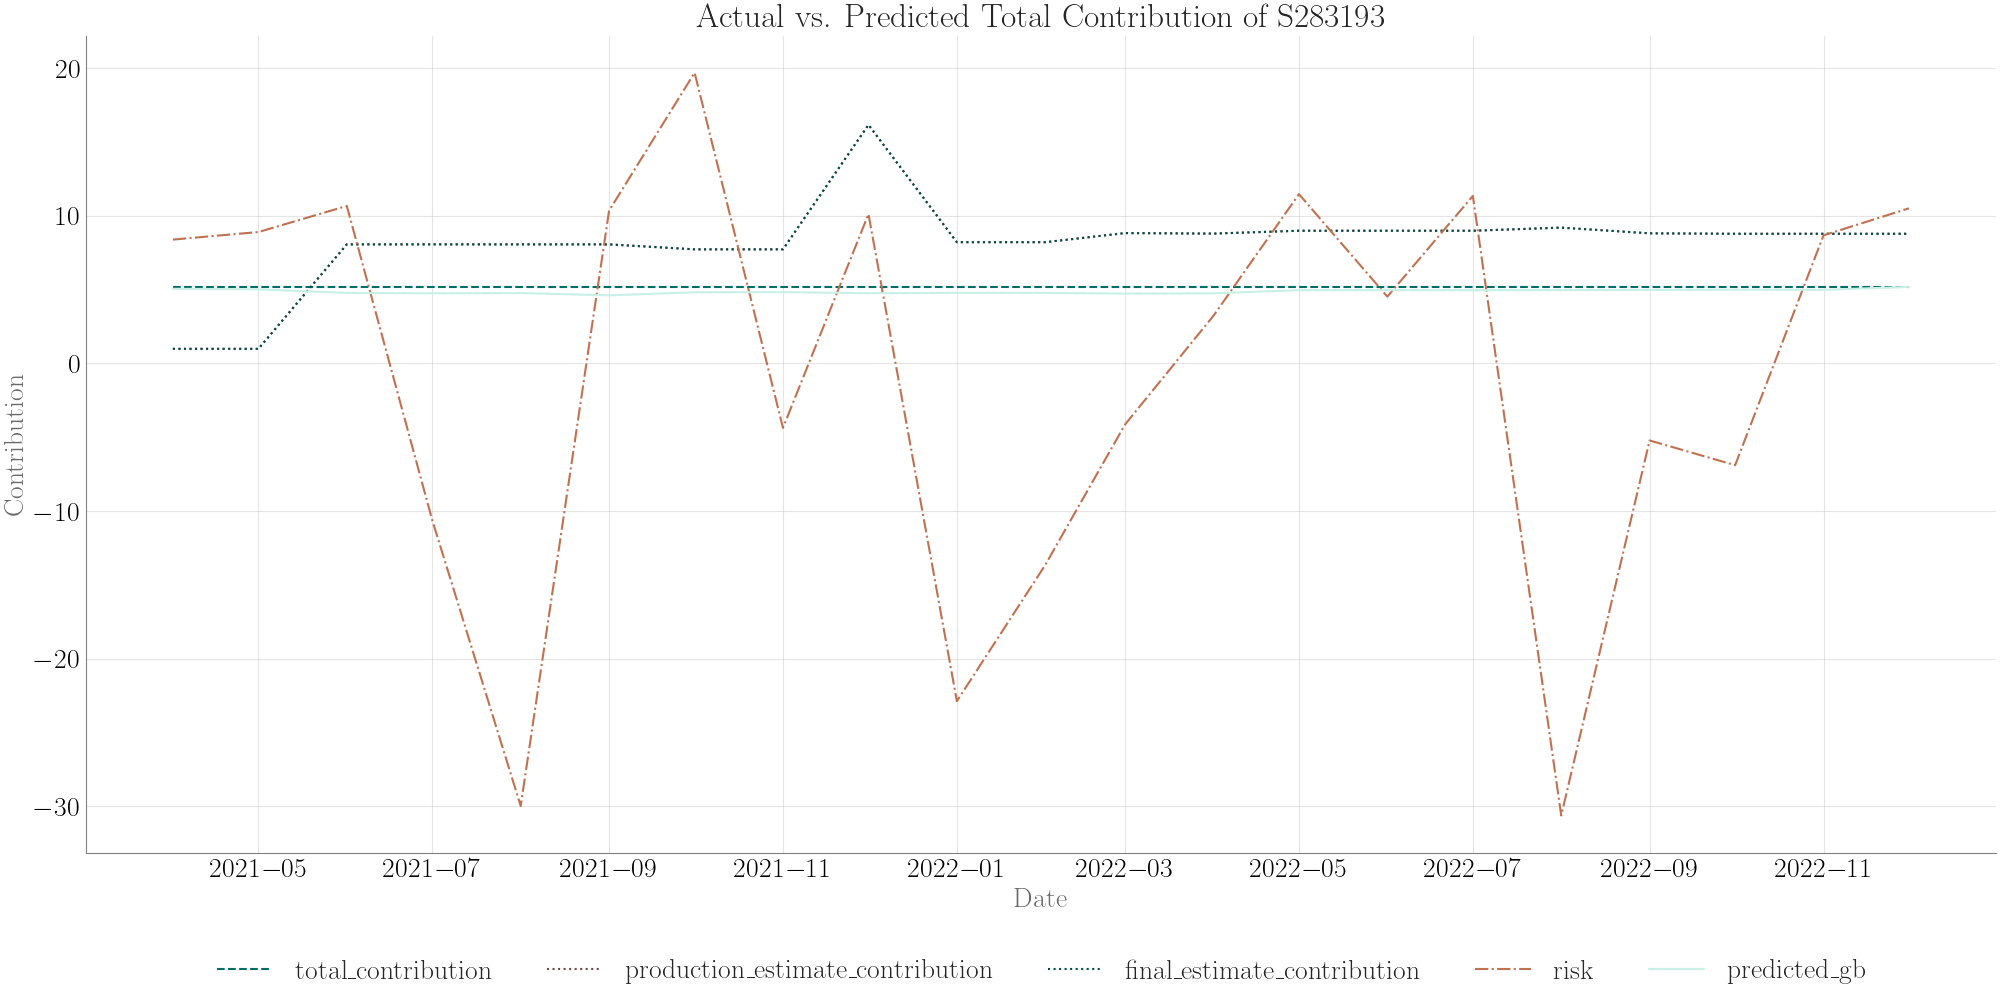 Actual vs. Predicted Total Contribution of S283193
20
10
0
−10
−20
−30
Contribution
2021−05 2021−07 2021−09 2021−11 2022−01 2022−03 2022−05 2022−07 2022−09 2022−11
Date
total_contribution production_estimate_contribution final_estimate_contribution risk predicted_gb